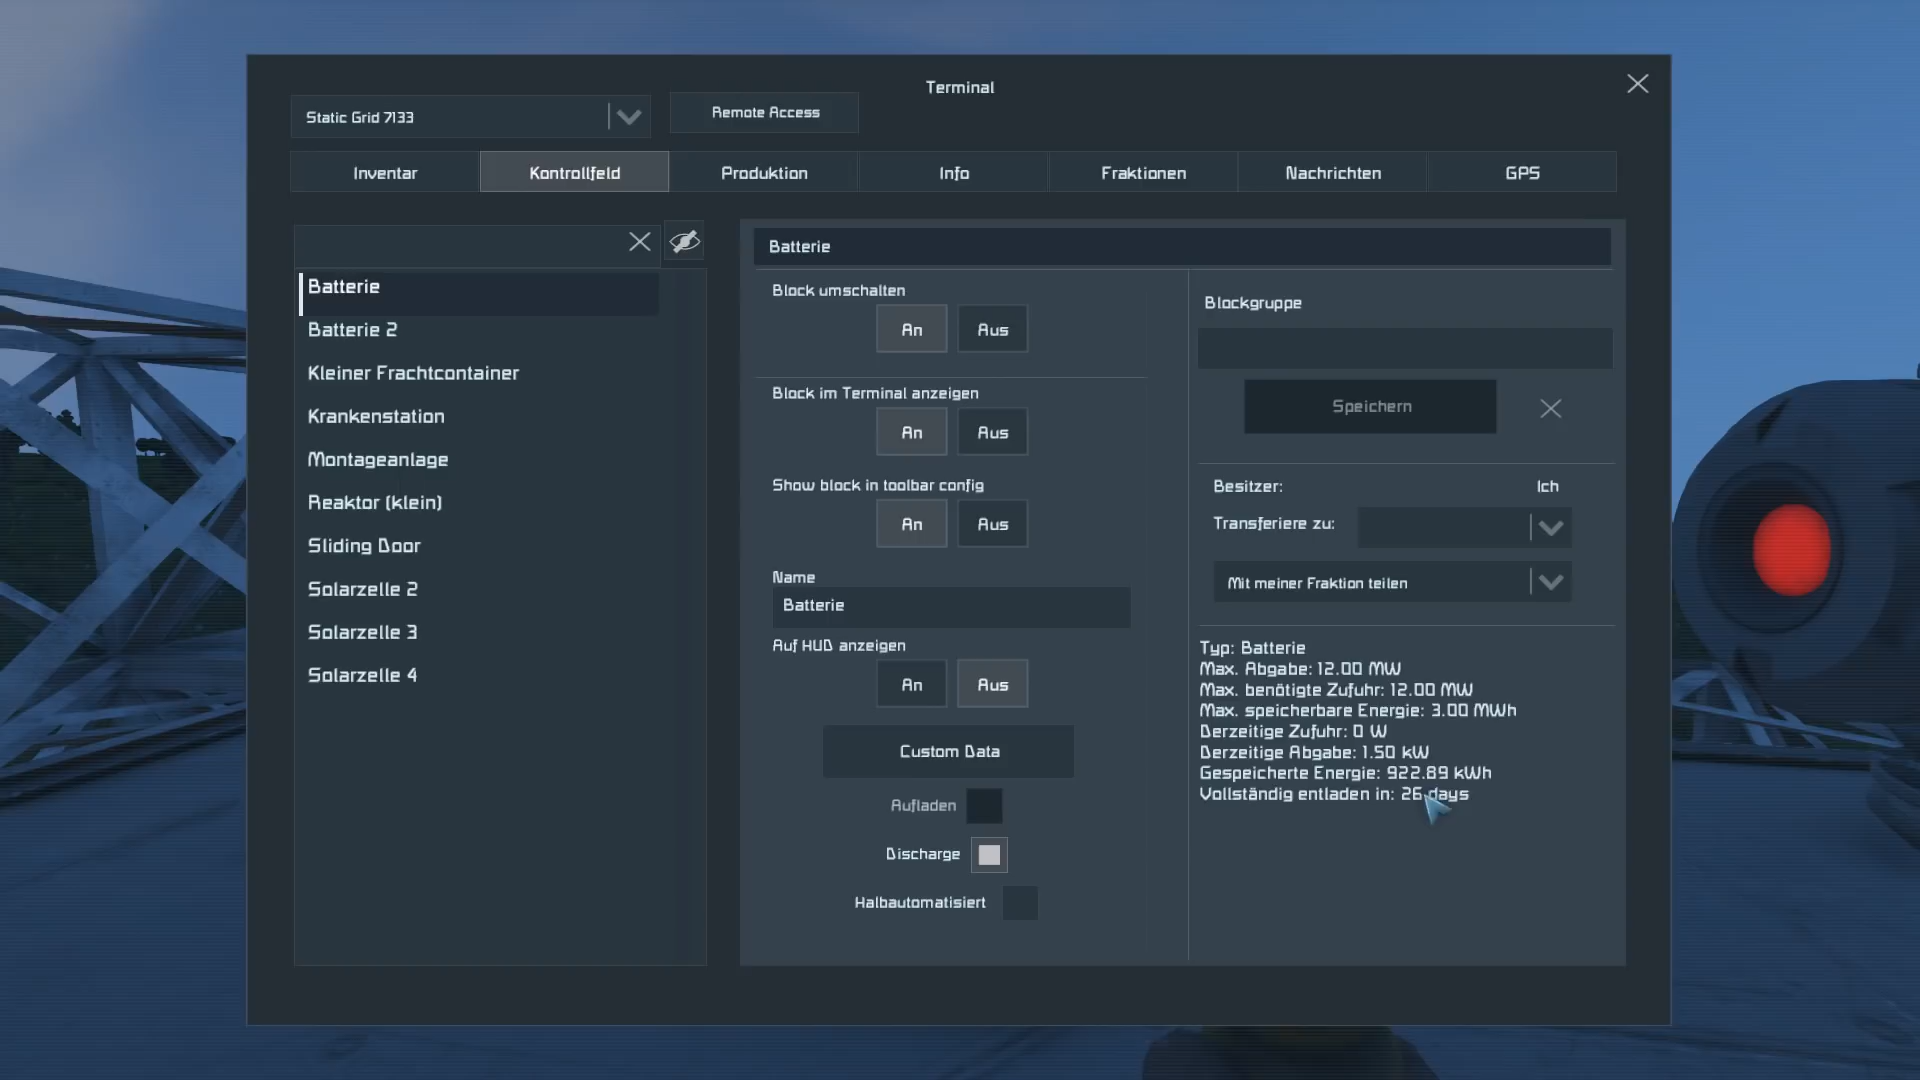 Terminal
Static Grid 7133
Remote Access
Inventar
Kontrollfeld
Produktion
Info
Fraktionen
Nachrichten
GPS
Batterie
Batterie 2
Kleiner Frachtcontainer
Krankenstation
Montageanlage
Reaktor (klein)
Sliding Door
Solarzelle 2
Solarzelle 3
Solarzelle 4
Batterie
Block umschalten
An Aus
Block im Terminal anzeigen
An Aus
Show block in toolbar config
An Aus
Name
Batterie
Auf HUD anzeigen
An Aus
Custom Data
Aufladen
Discharge
Halbautomatisiert
Blockgruppe
Speichern
Besitzer: Ich
Transferiere zu:
Mit meiner Fraktion teilen
Typ: Batterie
Max. Abgabe: 12.00 MW
Max. benötigte Zufuhr: 12.00 MW
Max. speicherbare Energie: 3.00 MWh
Derzeitige Zufuhr: 0 W
Derzeitige Abgabe: 1.50 kW
Gespeicherte Energie: 922.89 kWh
Vollständig entladen in: 26 days